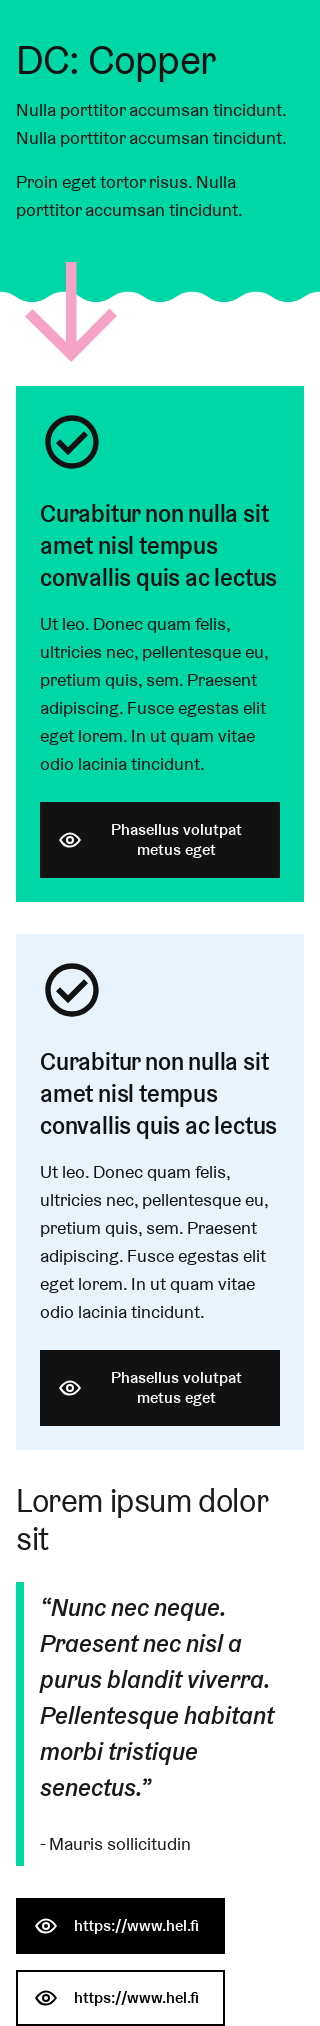 DC: Copper
Nulla porttitor accumsan tincidunt.
Nulla porttitor accumsan tincidunt.
Proin eget tortor risus. Nulla
porttitor accumsan tincidunt.
Curabitur non nulla sit
amet nisl tempus
convallis quis ac lectus
Ut leo. Donec quam felis,
ultricies nec, pellentesque eu,
pretium quis, sem. Praesent
adipiscing. Fusce egestas elit
eget lorem. In ut quam vitae
odio lacinia tincidunt.
Phasellus volutpat
metus eget
Curabitur non nulla sit
amet nisl tempus
convallis quis ac lectus
Ut leo. Donec quam felis,
ultricies nec, pellentesque eu,
pretium quis, sem. Praesent
adipiscing. Fusce egestas elit
eget lorem. In ut quam vitae
odio lacinia tincidunt.
Phasellus volutpat
metus eget
Lorem ipsum dolor
sit
“Nunc nec neque.
Praesent nec nisl a
purus blandit viverra.
Pellentesque habitant
morbi tristique
senectus.”
- Mauris sollicitudin
https://www.hel.fi
https://www.hel.fi